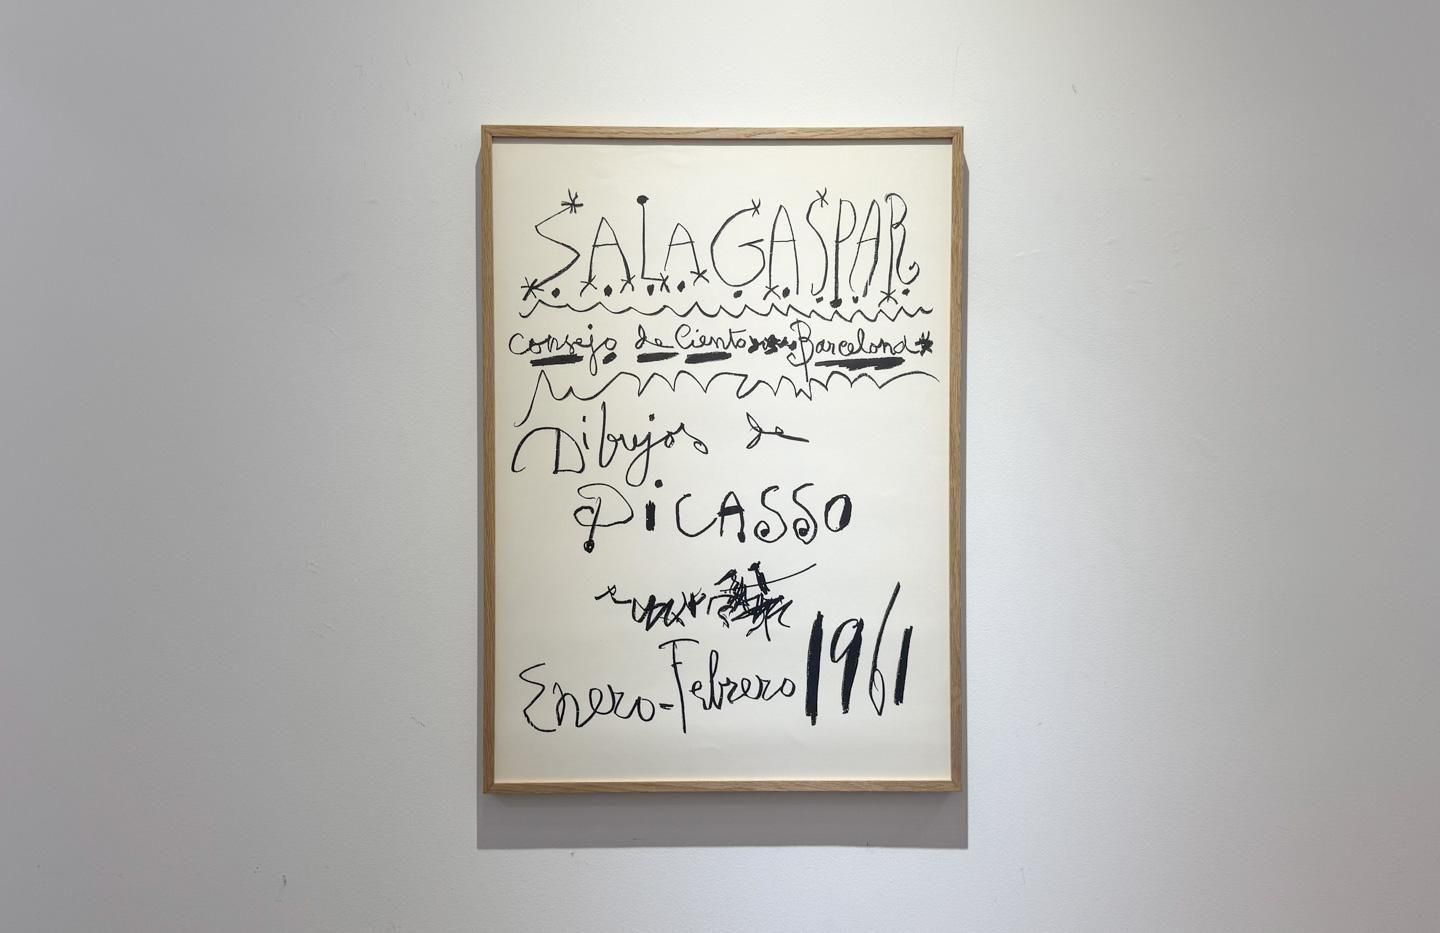 SALA GASPAR
Consejo de Ciento Barcelona
Dibujos de
PiCASSO
Enero-Febrero 1961